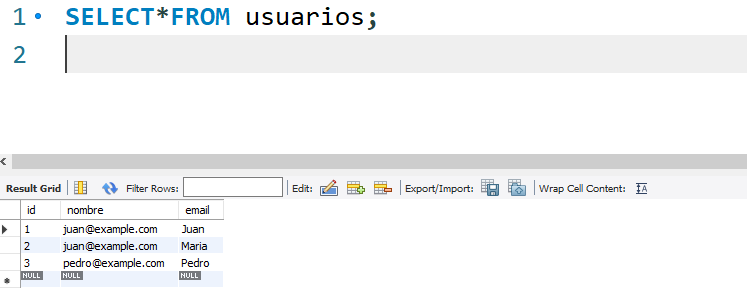 1 SELECT*FROM usuarios;
2
Result Grid Filter Rows: Edit: Export/Import: Wrap Cell Content: IA
id nombre email
1 juan@example.com Juan
2 juan@example.com Maria
3 pedro@example.com Pedro
* NULL NULL NULL